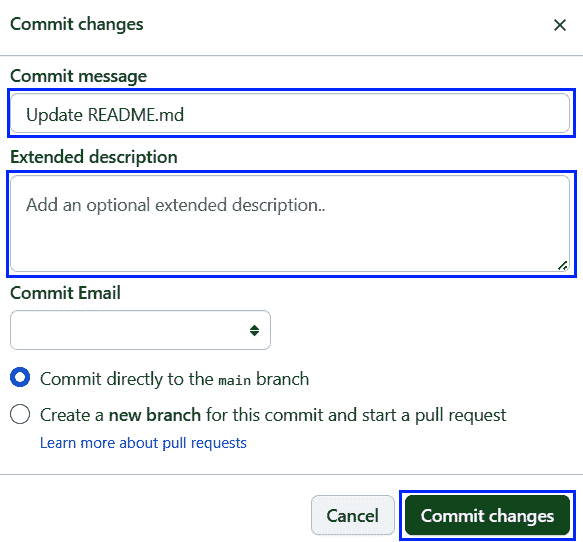 Commit changes
Commit message
Update README.md
Extended description
Add an optional extended description..
Commit Email
Commit directly to the main branch
Create a new branch for this commit and start a pull request
Learn more about pull requests
Cancel
Commit changes